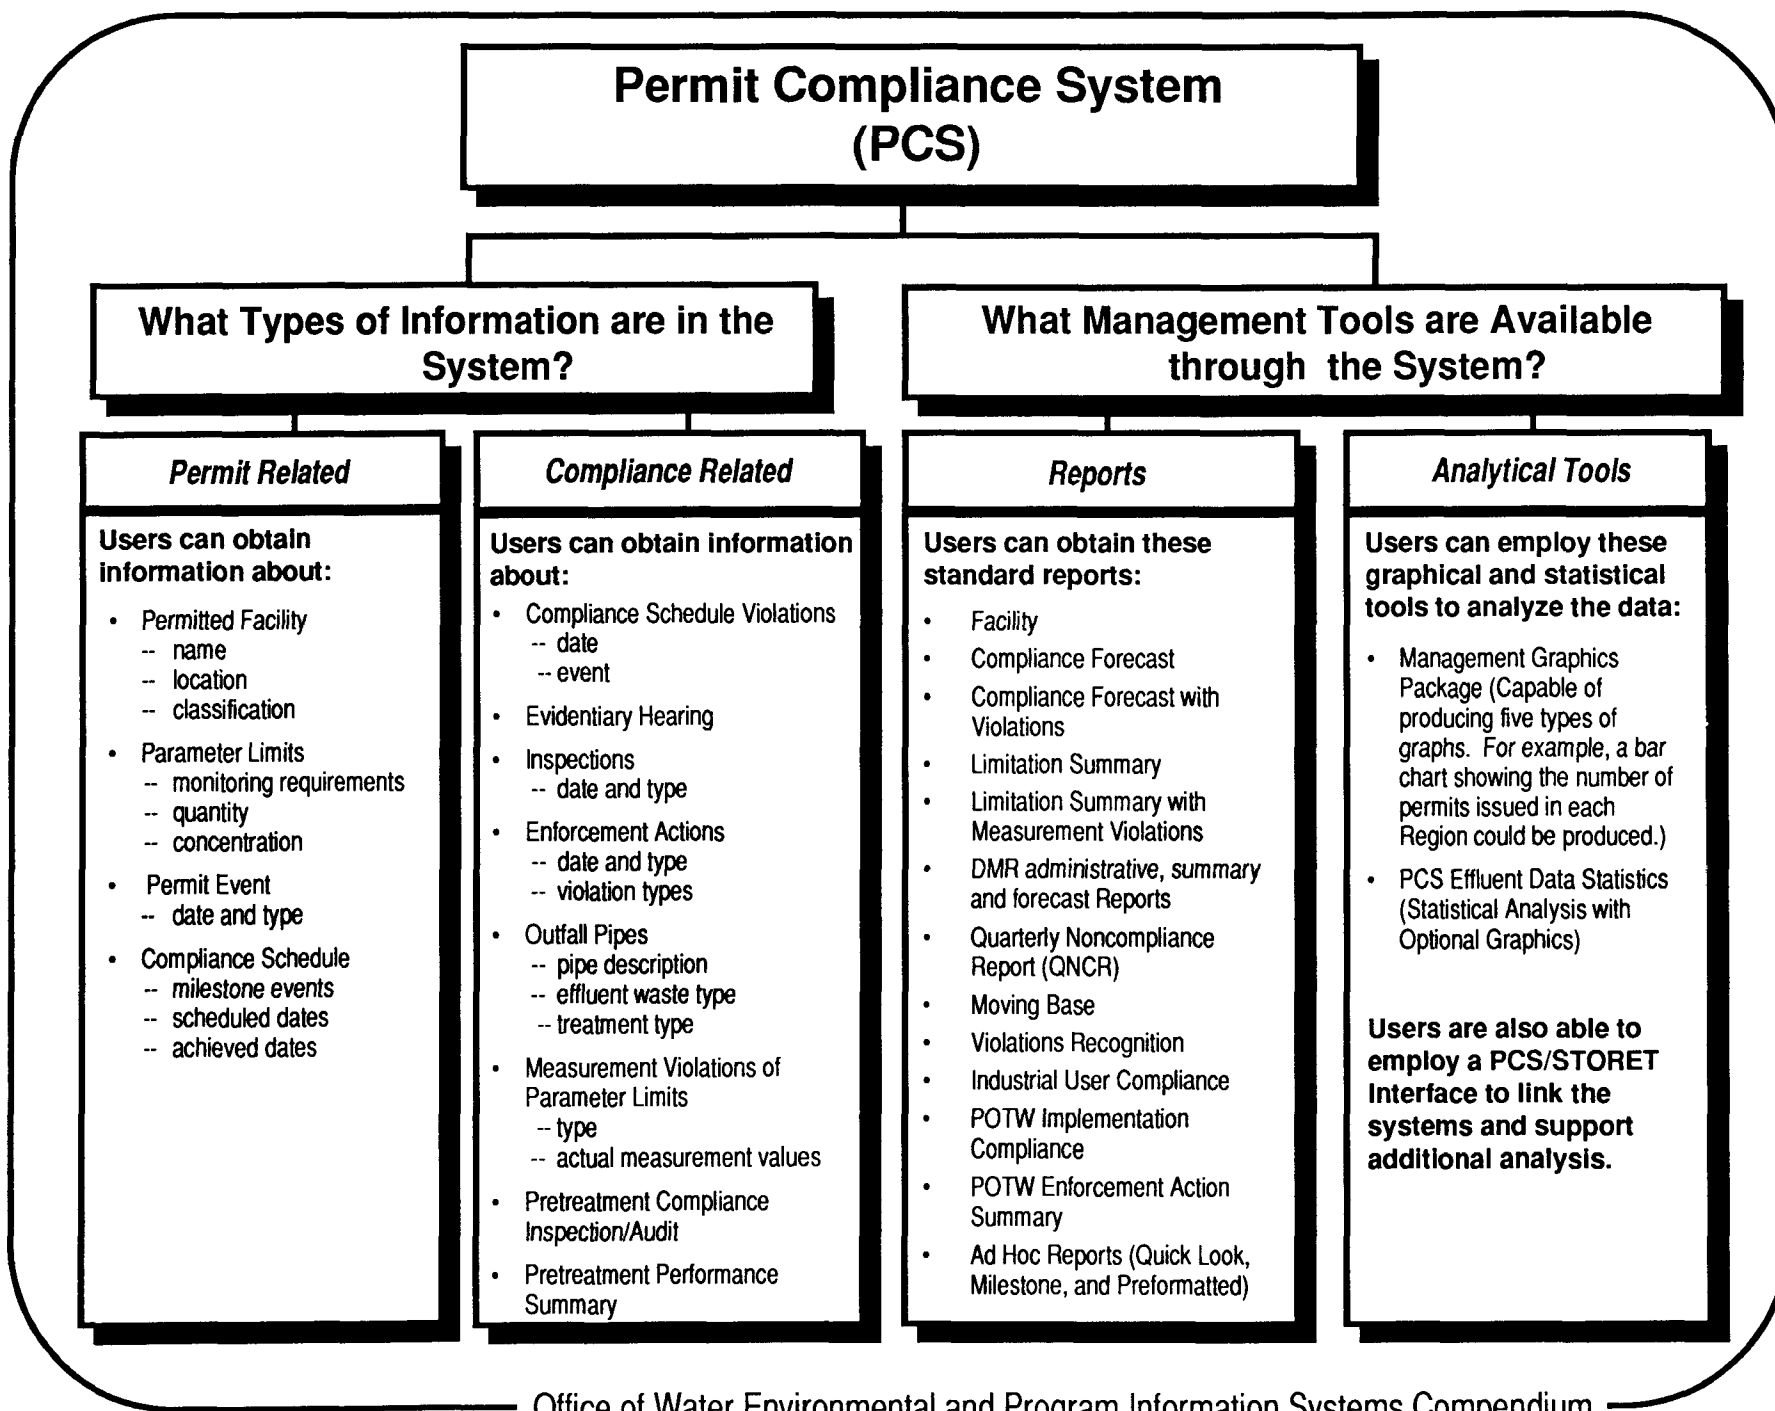 Permit Compliance System
(PCS)
What Types of Information are in the
System?
What Management Tools are Available
through the System?
Permit Related
Users can obtain
information about:
• Permitted Facility
-- name
-- location
-- classification
• Parameter Limits
-- monitoring requirements
-- quantity
-- concentration
• Permit Event
-- date and type
• Compliance Schedule
-- milestone events
-- scheduled dates
-- achieved dates
Compliance Related
Users can obtain information
about:
• Compliance Schedule Violations
-- date
-- event
• Evidentiary Hearing
• Inspections
-- date and type
• Enforcement Actions
-- date and type
-- violation types
• Outfall Pipes
-- pipe description
-- effluent waste type
-- treatment type
• Measurement Violations of
Parameter Limits
-- type
-- actual measurement values
• Pretreatment Compliance
Inspection/Audit
• Pretreatment Performance
Summary
Reports
Users can obtain these
standard reports:
• Facility
• Compliance Forecast
• Compliance Forecast with
Violations
• Limitation Summary
• Limitation Summary with
Measurement Violations
• DMR administrative, summary
and forecast Reports
• Quarterly Noncompliance
Report (QNCR)
• Moving Base
• Violations Recognition
• Industrial User Compliance
• POTW Implementation
Compliance
• POTW Enforcement Action
Summary
• Ad Hoc Reports (Quick Look,
Milestone, and Preformatted)
Analytical Tools
Users can employ these
graphical and statistical
tools to analyze the data:
• Management Graphics
Package (Capable of
producing five types of
graphs. For example, a bar
chart showing the number of
permits issued in each
Region could be produced.)
• PCS Effluent Data Statistics
(Statistical Analysis with
Optional Graphics)
Users are also able to
employ a PCS/STORET
Interface to link the
systems and support
additional analysis.
Office of Water Environmental and Program Information Systems Compendium